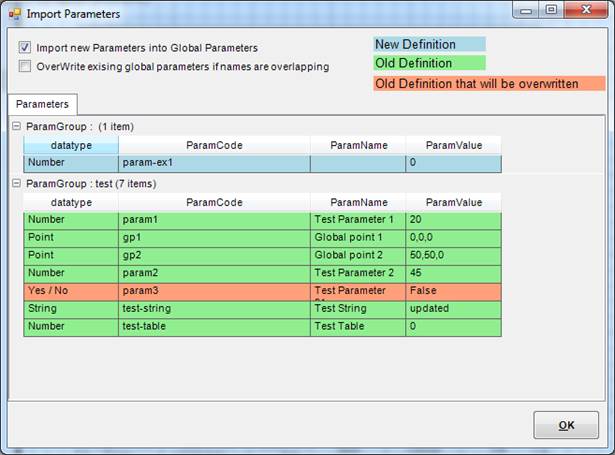 Import Parameters
Import new Parameters into Global Parameters
OverWrite exising global parameters if names are overlapping
New Definition
Old Definition
Old Definition that will be overwritten
Parameters
ParamGroup : (1 item)
datatype ParamCode ParamName ParamValue
Number param-ex1 0
ParamGroup : test (7 items)
datatype ParamCode ParamName ParamValue
Number param1 Test Parameter 1 20
Point gp1 Global point 1 0,0,0
Point gp2 Global point 2 50,50,0
Number param2 Test Parameter 2 45
Yes / No param3 Test Parameter False
String test-string Test String updated
Number test-table Test Table 0
OK